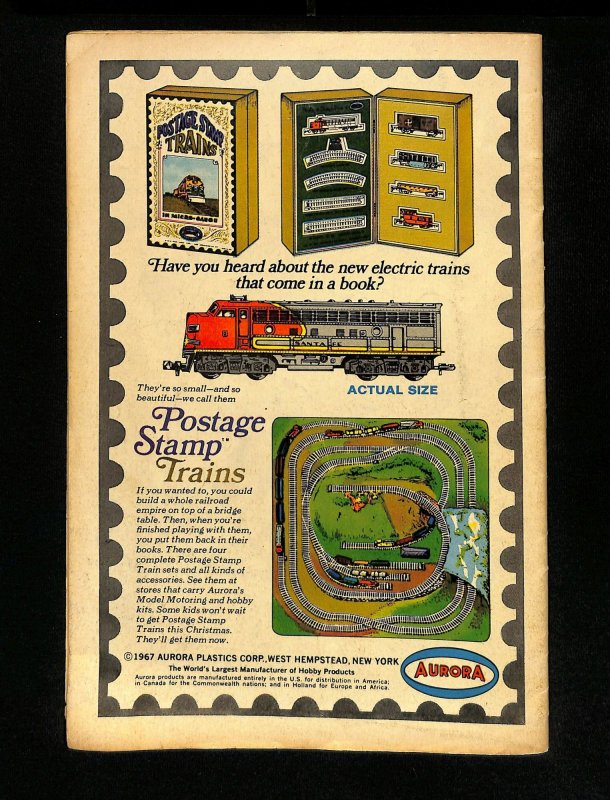 POSTAGE STAMP
TRAINS
IN MICRO-GAUGE
Have you heard about the new electric trains
that come in a book?
SANTA FE
ACTUAL SIZE
They're so small—and so
beautiful—we call them
Postage
Stamp™
Trains
If you wanted to, you could
build a whole railroad
empire on top of a bridge
table. Then, when you're
finished playing with them,
you put them back in their
books. There are four
complete Postage Stamp
Train sets and all kinds of
accessories. See them at
stores that carry Aurora's
Model Motoring and hobby
kits. Some kids won't wait
to get Postage Stamp
Trains this Christmas.
They'll get them now.
©1967 AURORA PLASTICS CORP., WEST HEMPSTEAD, NEW YORK
The World's Largest Manufacturer of Hobby Products
Aurora products are manufactured entirely in the U.S. for distribution in America;
in Canada for the Commonwealth nations; and in Holland for Europe and Africa.
AURORA